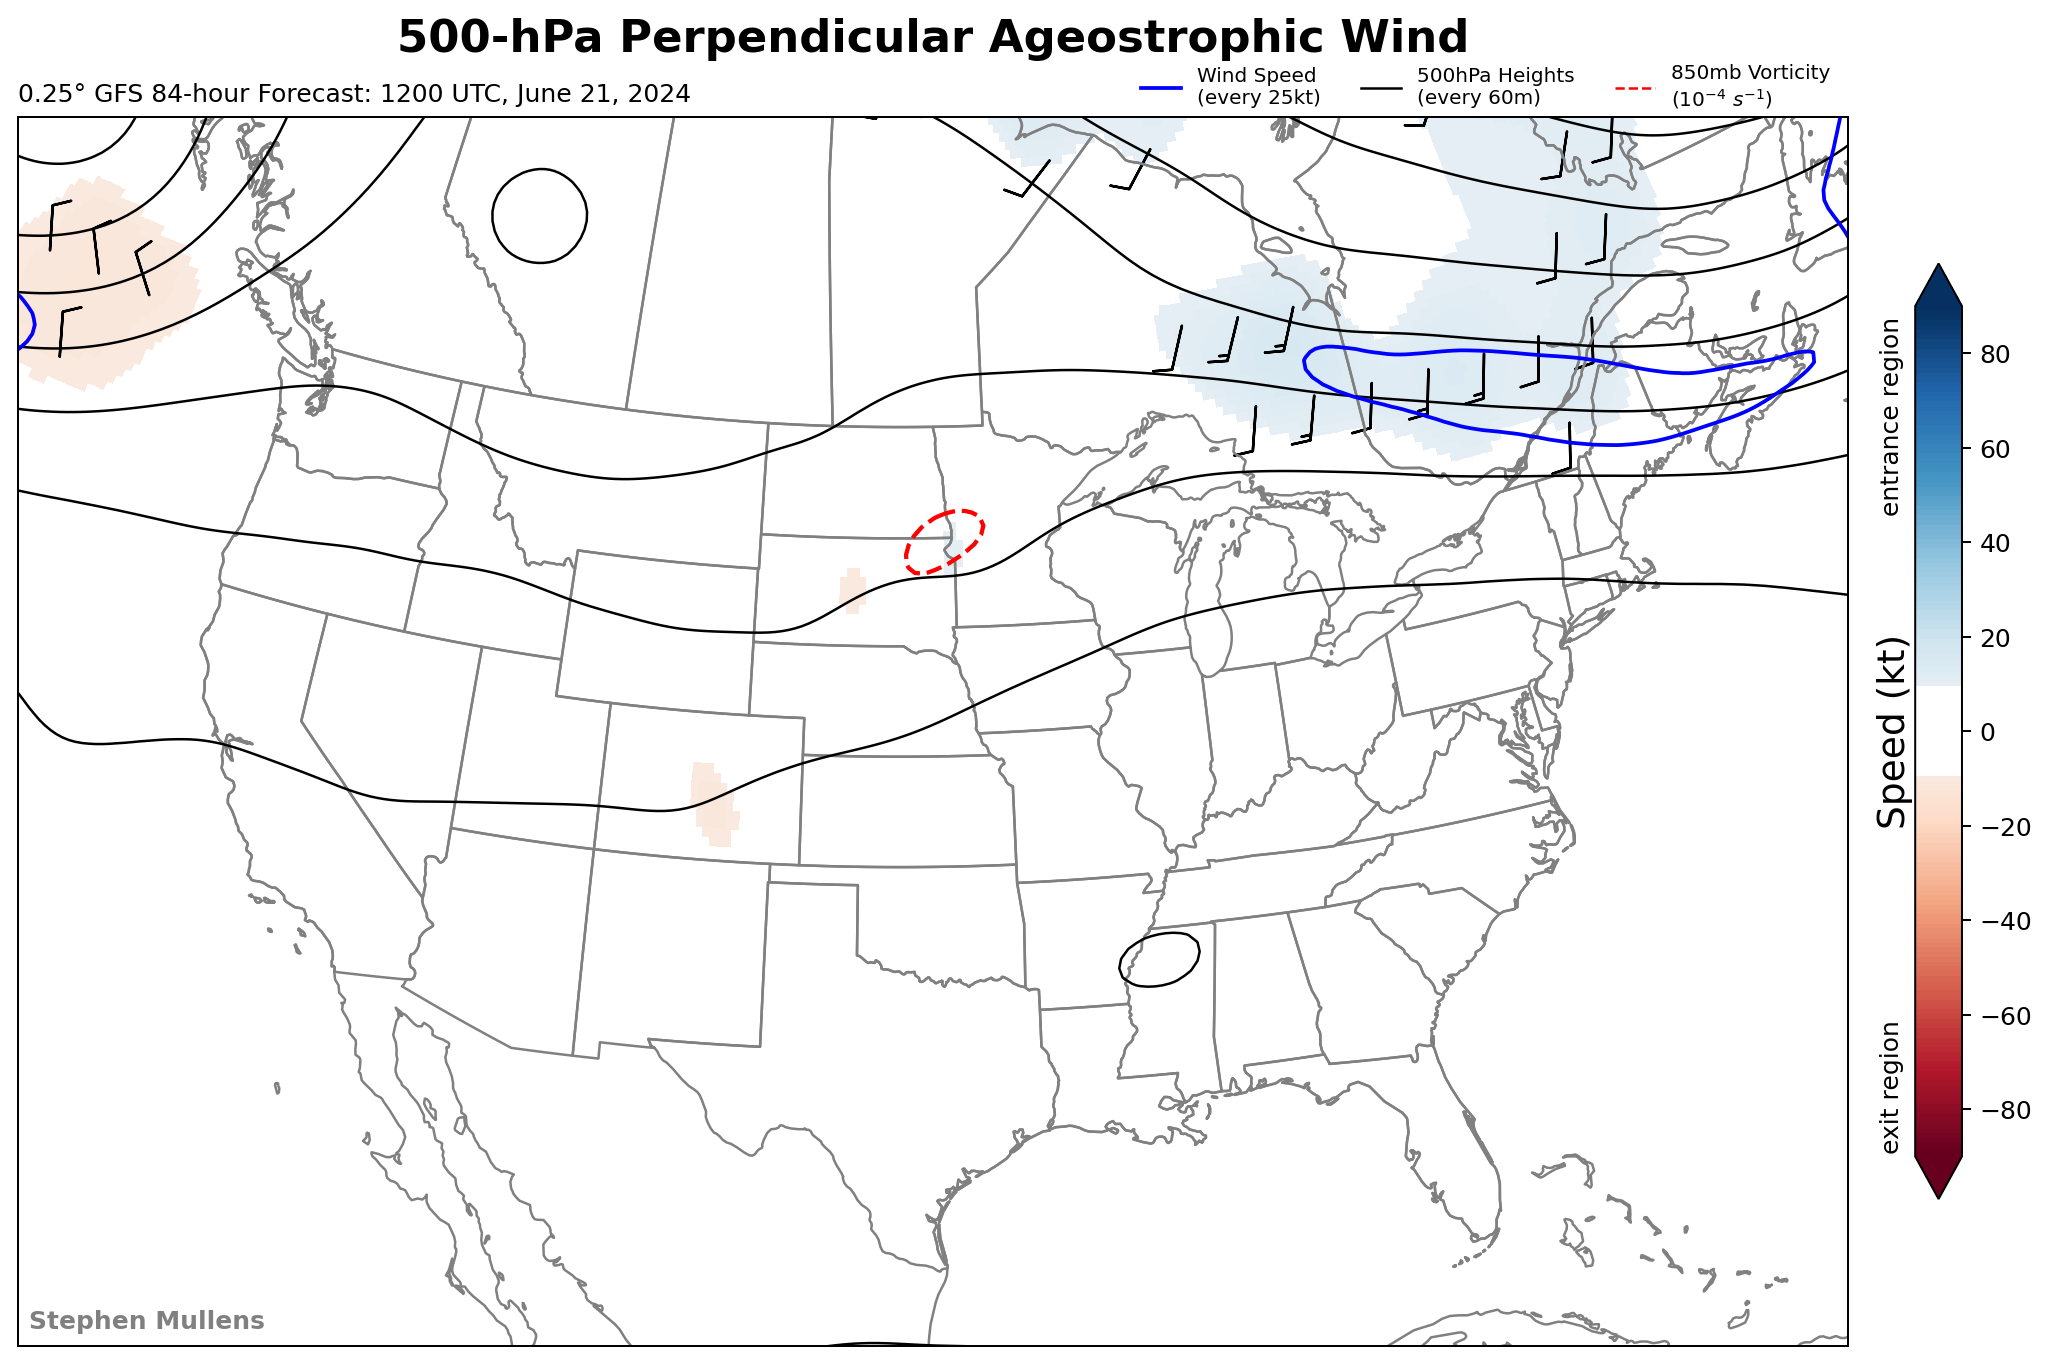 500-hPa Perpendicular Ageostrophic Wind
0.25° GFS 84-hour Forecast: 1200 UTC, June 21, 2024
Wind Speed
(every 25kt)
500hPa Heights
(every 60m)
850mb Vorticity
(10⁻⁴ s⁻¹)
entrance region
Speed (kt)
exit region
80
60
40
20
0
−20
−40
−60
−80
Stephen Mullens